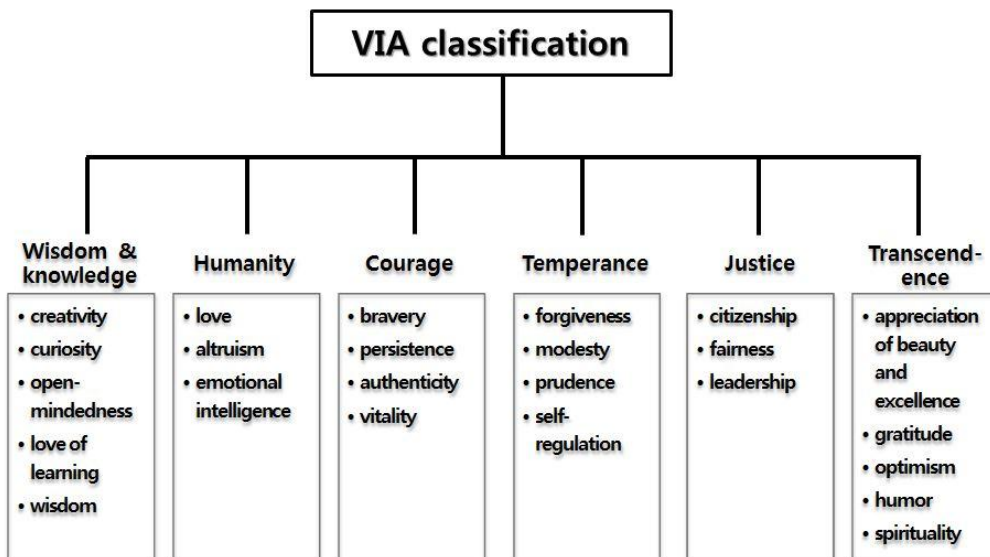 VIA classification
Wisdom &
knowledge
• creativity
• curiosity
• open-
mindedness
• love of
learning
• wisdom
Humanity
• love
• altruism
• emotional
intelligence
Courage
• bravery
• persistence
• authenticity
• vitality
Temperance
• forgiveness
• modesty
• prudence
• self-
regulation
Justice
• citizenship
• fairness
• leadership
Transcend-
ence
• appreciation
of beauty
and
excellence
• gratitude
• optimism
• humor
• spirituality